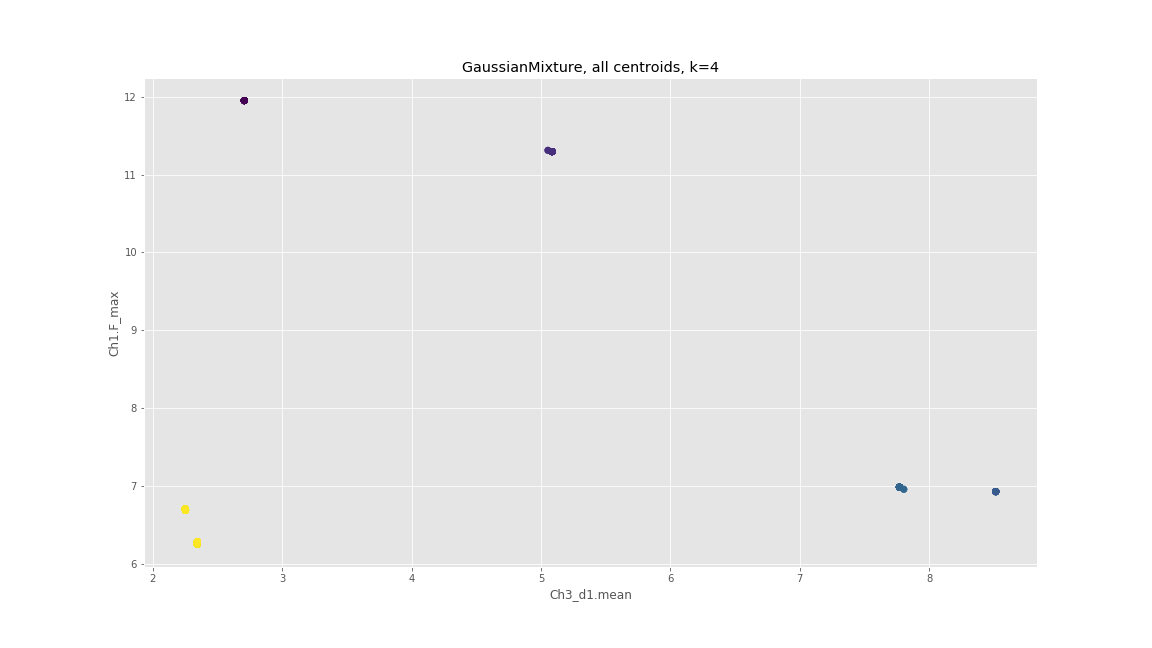 GaussianMixture, all centroids, k=4
12
11
10
9
8
7
6
Ch1.F_max
2 3 4 5 6 7 8
Ch3_d1.mean